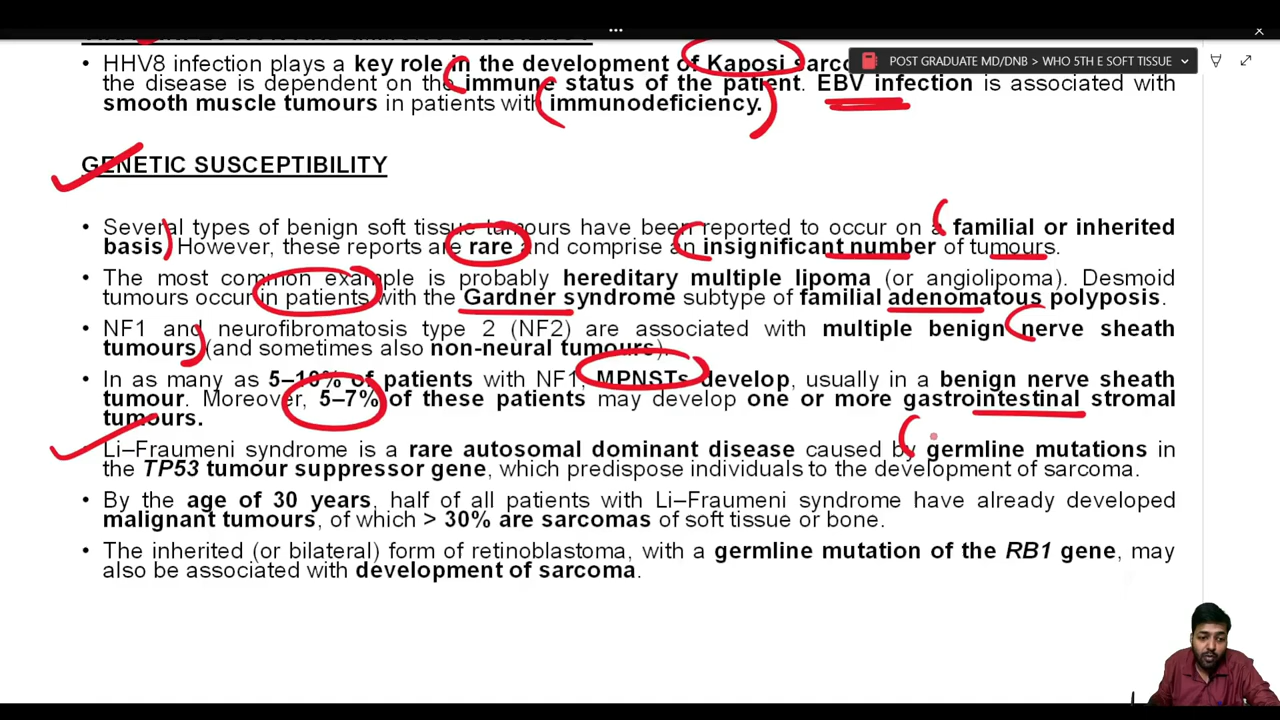 HHV8 infection plays a key role in the development of Kaposi
POST GRADUATE MD/DNB > WHO 5TH E SOFT TISSUE
the disease is dependent on the immune status of the patient. EBV infection is associated with
smooth muscle tumours in patients with immunodeficiency.
GENETIC SUSCEPTIBILITY
• Several types of benign soft tissue tumours have been reported to occur on a familial or inherited
basis. However, these reports are rare and comprise an insignificant number of tumours.
• The most common example is probably hereditary multiple lipoma (or angiolipoma). Desmoid
tumours occur in patients with the Gardner syndrome subtype of familial adenomatous polyposis.
• NF1 and neurofibromatosis type 2 (NF2) are associated with multiple benign nerve sheath
tumours (and sometimes also non-neural tumours).
• In as many as 5–10% of patients with NF1, MPNSTs develop, usually in a benign nerve sheath
tumour. Moreover, 5–7% of these patients may develop one or more gastrointestinal stromal
tumours.
Li–Fraumeni syndrome is a rare autosomal dominant disease caused by germline mutations in
the TP53 tumour suppressor gene, which predispose individuals to the development of sarcoma.
• By the age of 30 years, half of all patients with Li–Fraumeni syndrome have already developed
malignant tumours, of which > 30% are sarcomas of soft tissue or bone.
• The inherited (or bilateral) form of retinoblastoma, with a germline mutation of the RB1 gene, may
also be associated with development of sarcoma.